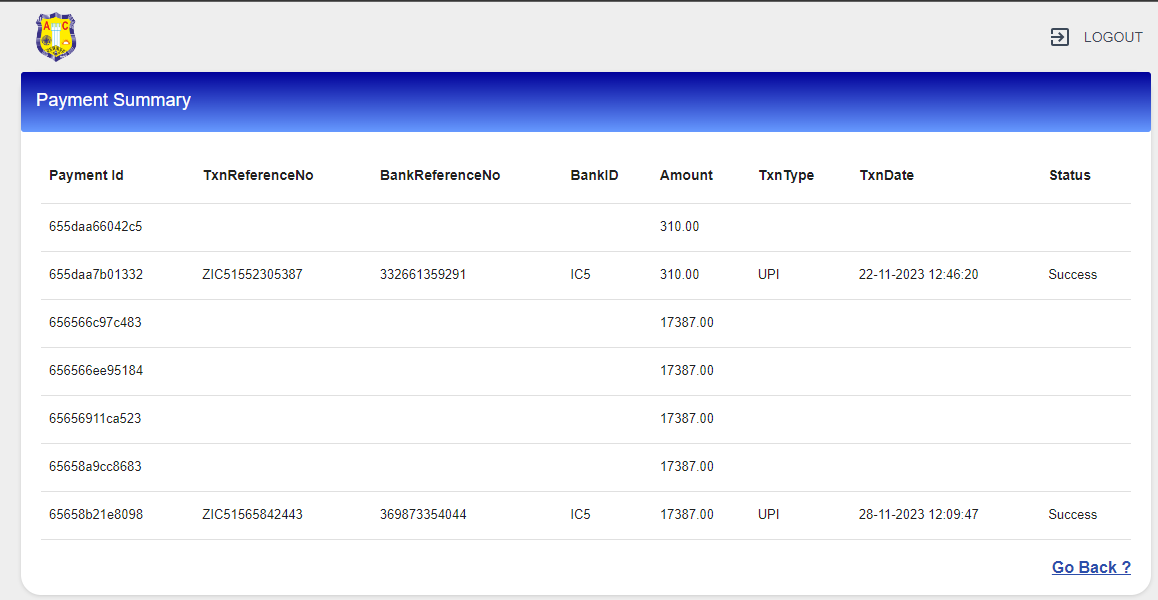 A C
LOGOUT
Payment Summary
Payment Id TxnReferenceNo BankReferenceNo BankID Amount TxnType TxnDate Status
655daa66042c5 310.00
655daa7b01332 ZIC51552305387 332661359291 IC5 310.00 UPI 22-11-2023 12:46:20 Success
656566c97c483 17387.00
656566ee95184 17387.00
65656911ca523 17387.00
65658a9cc8683 17387.00
65658b21e8098 ZIC51565842443 369873354044 IC5 17387.00 UPI 28-11-2023 12:09:47 Success
Go Back ?